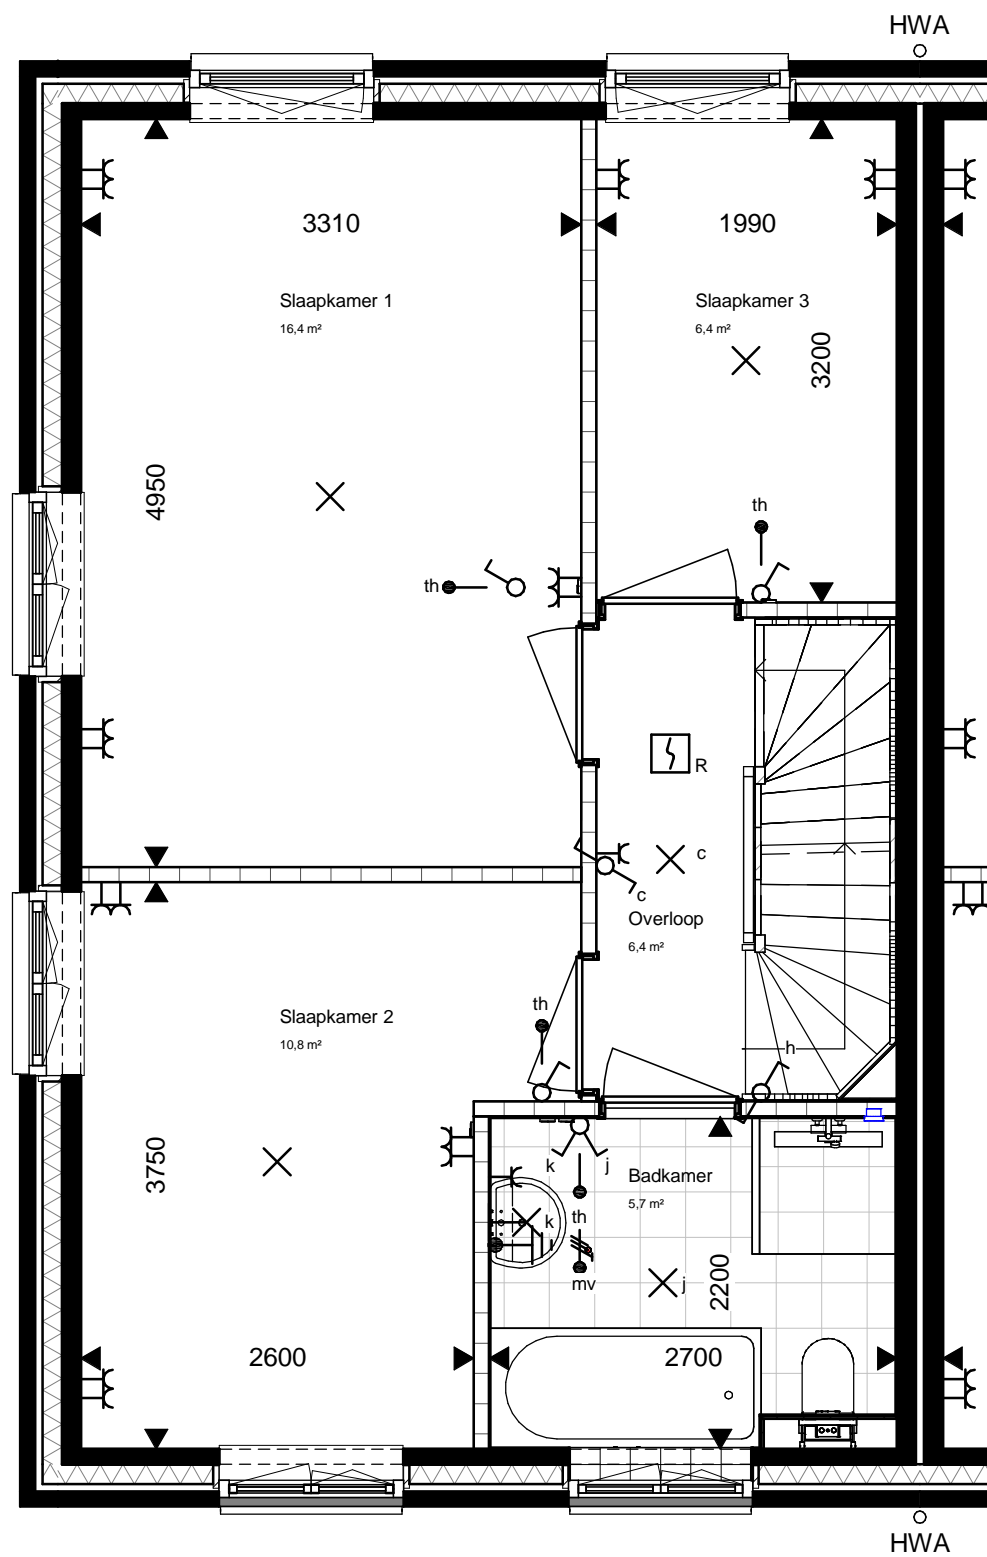 HWA
3310
1990
Slaapkamer 1
16,4 m²
Slaapkamer 3
6,4 m²
3200
4950
th
th
R
c
c
Overloop
6,4 m²
th
Slaapkamer 2
10,8 m²
h
k
j
Badkamer
5,7 m²
3750
th
k
mv
j
2200
2600
2700
HWA